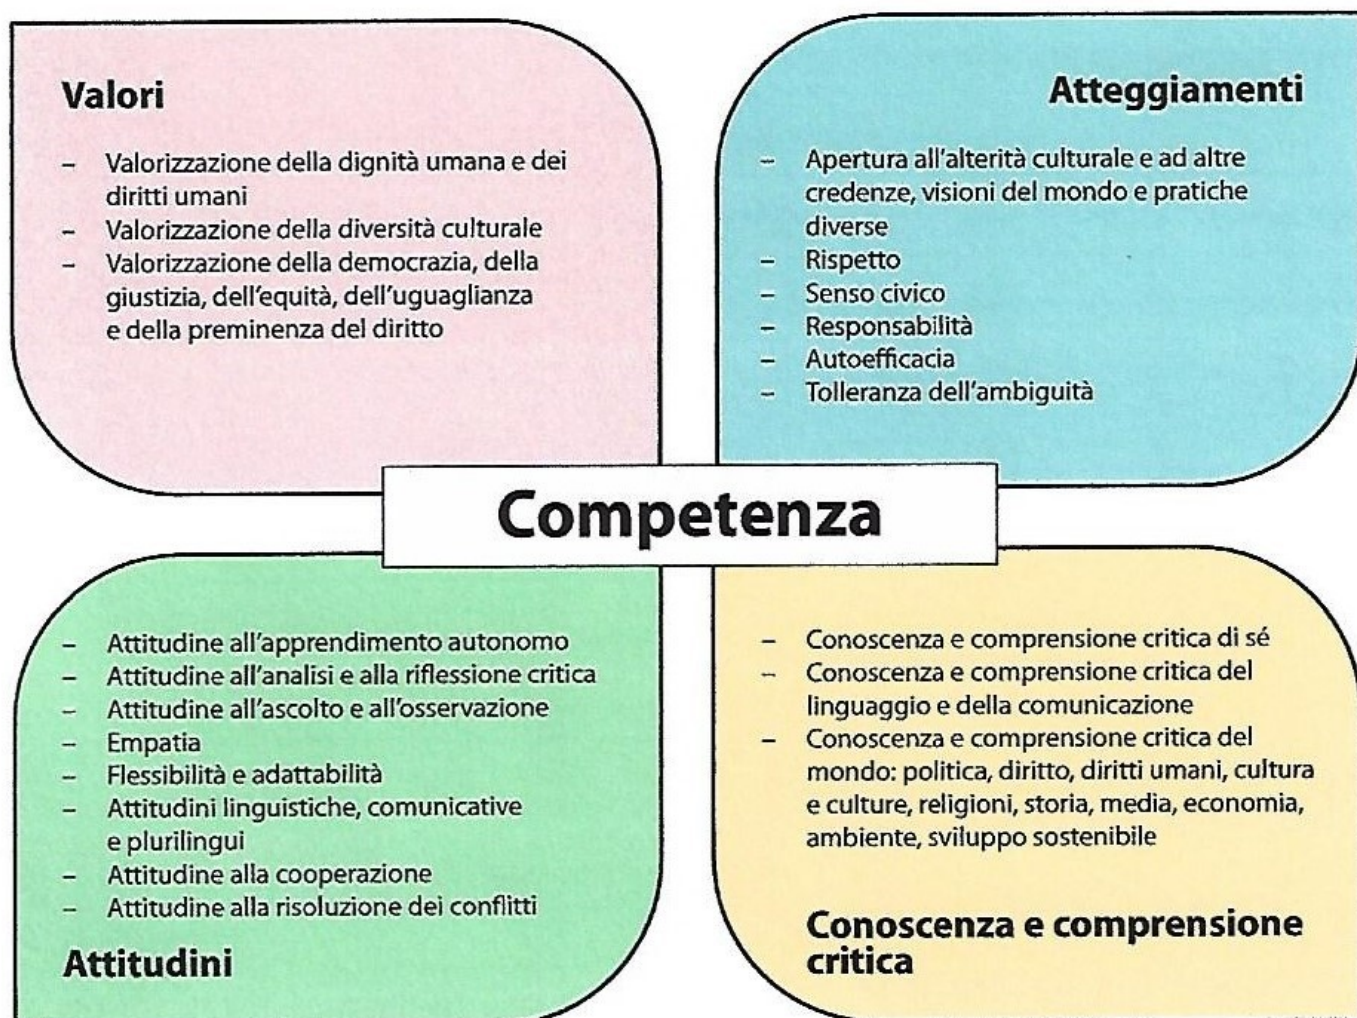 Valori
– Valorizzazione della dignità umana e dei
diritti umani
– Valorizzazione della diversità culturale
– Valorizzazione della democrazia, della
giustizia, dell'equità, dell'uguaglianza
e della preminenza del diritto
Atteggiamenti
– Apertura all'alterità culturale e ad altre
credenze, visioni del mondo e pratiche
diverse
– Rispetto
– Senso civico
– Responsabilità
– Autoefficacia
– Tolleranza dell'ambiguità
Competenza
– Attitudine all'apprendimento autonomo
– Attitudine all'analisi e alla riflessione critica
– Attitudine all'ascolto e all'osservazione
– Empatia
– Flessibilità e adattabilità
– Attitudini linguistiche, comunicative
e plurilingui
– Attitudine alla cooperazione
– Attitudine alla risoluzione dei conflitti
Attitudini
– Conoscenza e comprensione critica di sé
– Conoscenza e comprensione critica del
linguaggio e della comunicazione
– Conoscenza e comprensione critica del
mondo: politica, diritto, diritti umani, cultura
e culture, religioni, storia, media, economia,
ambiente, sviluppo sostenibile
Conoscenza e comprensione
critica